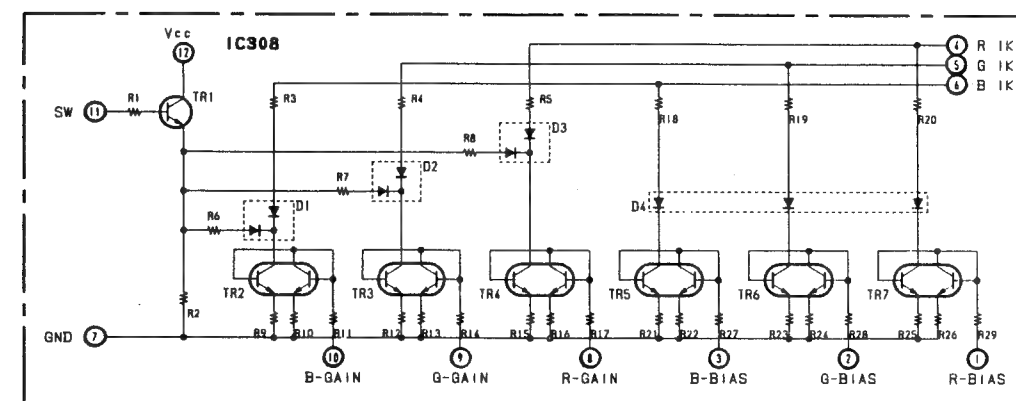 Vcc
12
IC308
4 R IK
5 G IK
6 B IK
TR1
R3
R4
R5
R18
R19
R20
SW 11
R1
D3
R8
D2
R7
D1
D4
R6
TR2
TR3
TR4
TR5
TR6
TR7
R2
GND 7
R9 R10 R11 R12 R13 R14 R15 R16 R17 R21 R22 R27 R23 R24 R28 R25 R26 R29
10 9 8 3 2 1
B-GAIN G-GAIN R-GAIN B-BIAS G-BIAS R-BIAS